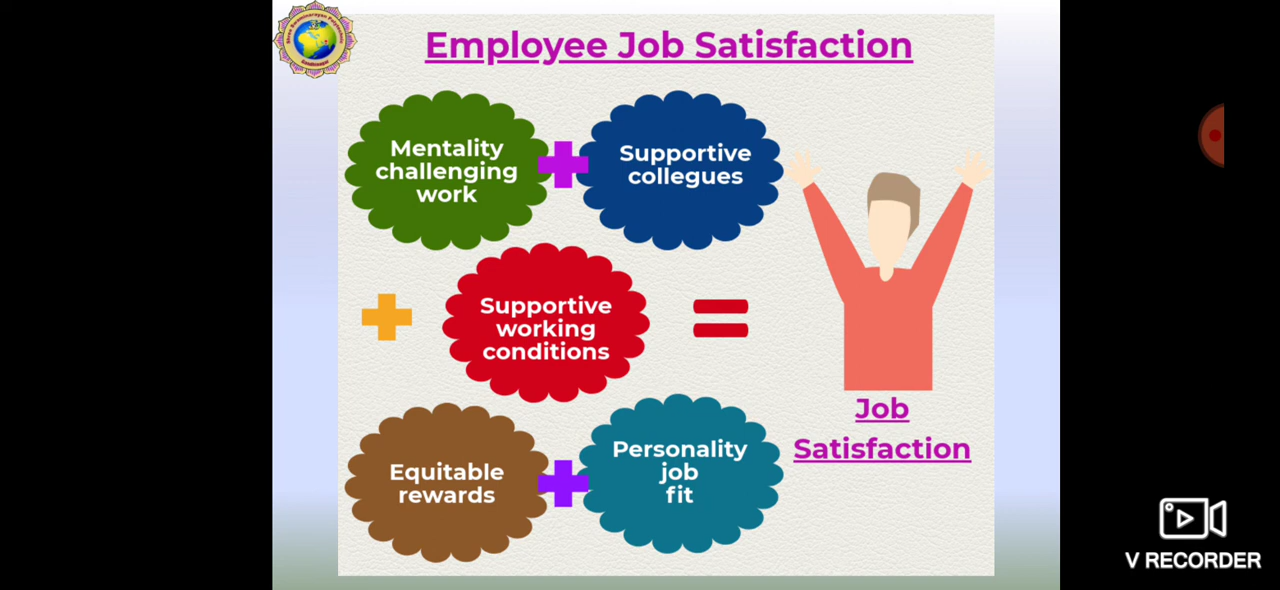 Employee Job Satisfaction
Mentality
challenging
work
Supportive
collegues
Supportive
working
conditions
Equitable
rewards
Personality
job
fit
Job
Satisfaction
V RECORDER